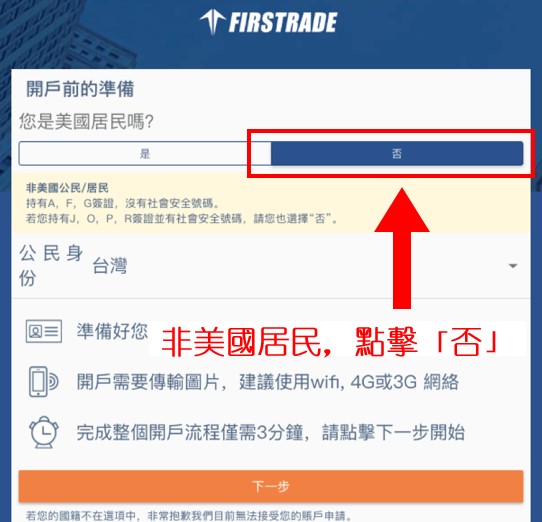 FIRSTRADE
開戶前的準備
您是美國居民嗎?
是
否
非美國公民/居民
持有A, F, G簽證，沒有社會安全號碼。
若您持有J, O, P, R簽證並有社會安全號碼，請您也選擇“否”。
公民身份
台灣
準備好您
非美國居民，點擊「否」
開戶需要傳輸圖片，建議使用wifi, 4G或3G 網絡
完成整個開戶流程僅需3分鐘，請點擊下一步開始
下一步
若您的國籍不在選項中，非常抱歉我們目前無法接受您的賬戶申請。